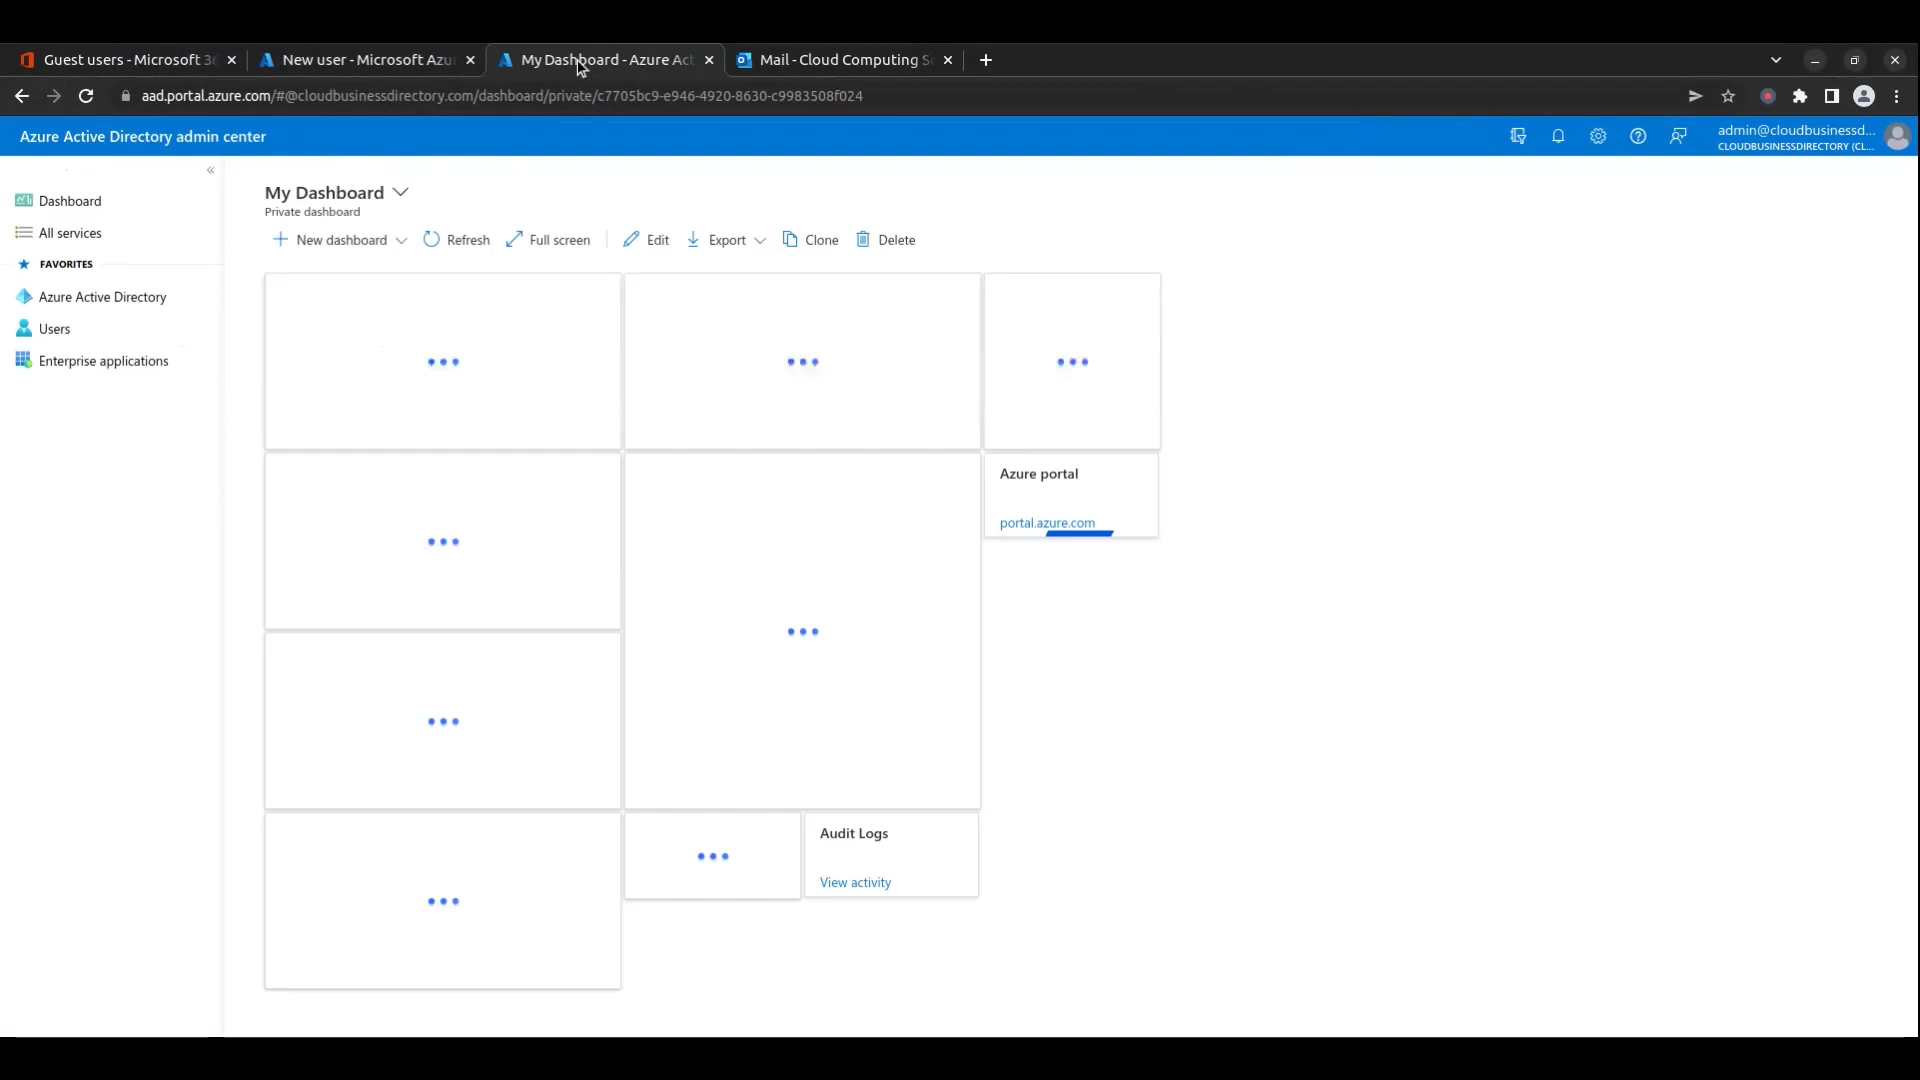 Guest users - Microsoft 36
New user - Microsoft Azu
My Dashboard - Azure Act
Mail - Cloud Computing S
aad.portal.azure.com/#@cloudbusinessdirectory.com/dashboard/private/c7705bc9-e946-4920-8630-c9983508f024
Azure Active Directory admin center
admin@cloudbusinessd...
CLOUDBUSINESSDIRECTORY (CL...
Dashboard
All services
FAVORITES
Azure Active Directory
Users
Enterprise applications
My Dashboard
Private dashboard
New dashboard
Refresh
Full screen
Edit
Export
Clone
Delete
Azure portal
portal.azure.com
Audit Logs
View activity